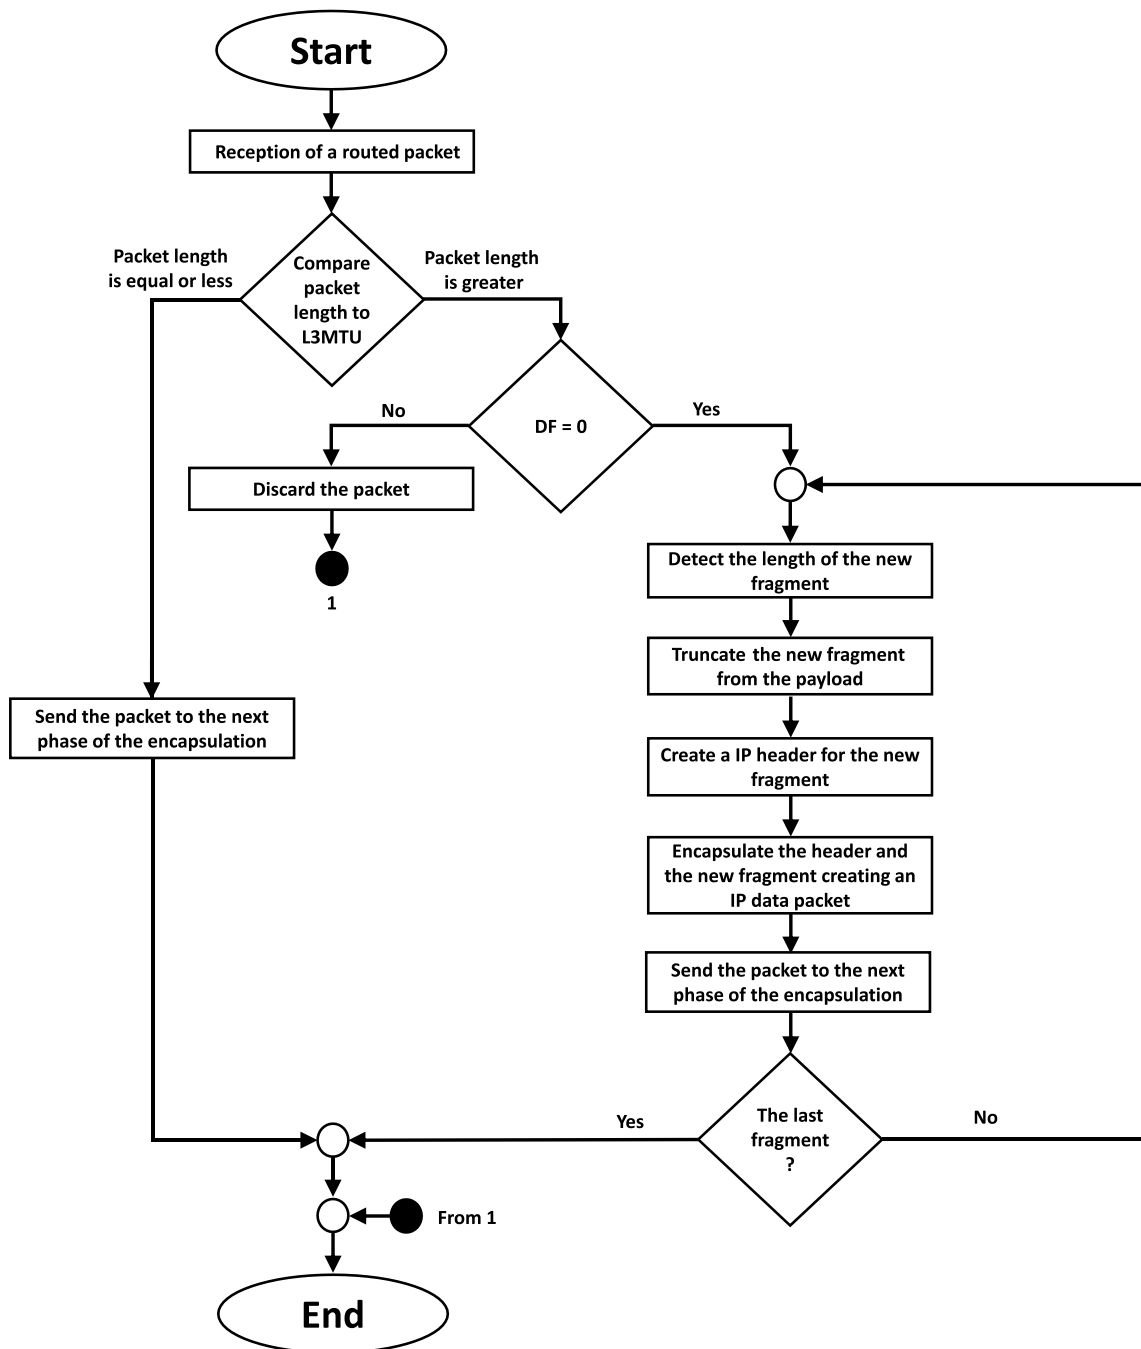 Start
Reception of a routed packet
Packet length
is equal or less
Compare
packet
length to
L3MTU
Packet length
is greater
No
DF = 0
Yes
Discard the packet
1
Detect the length of the new
fragment
Truncate the new fragment
from the payload
Send the packet to the next
phase of the encapsulation
Create a IP header for the new
fragment
Encapsulate the header and
the new fragment creating an
IP data packet
Send the packet to the next
phase of the encapsulation
Yes
The last
fragment
?
No
From 1
End